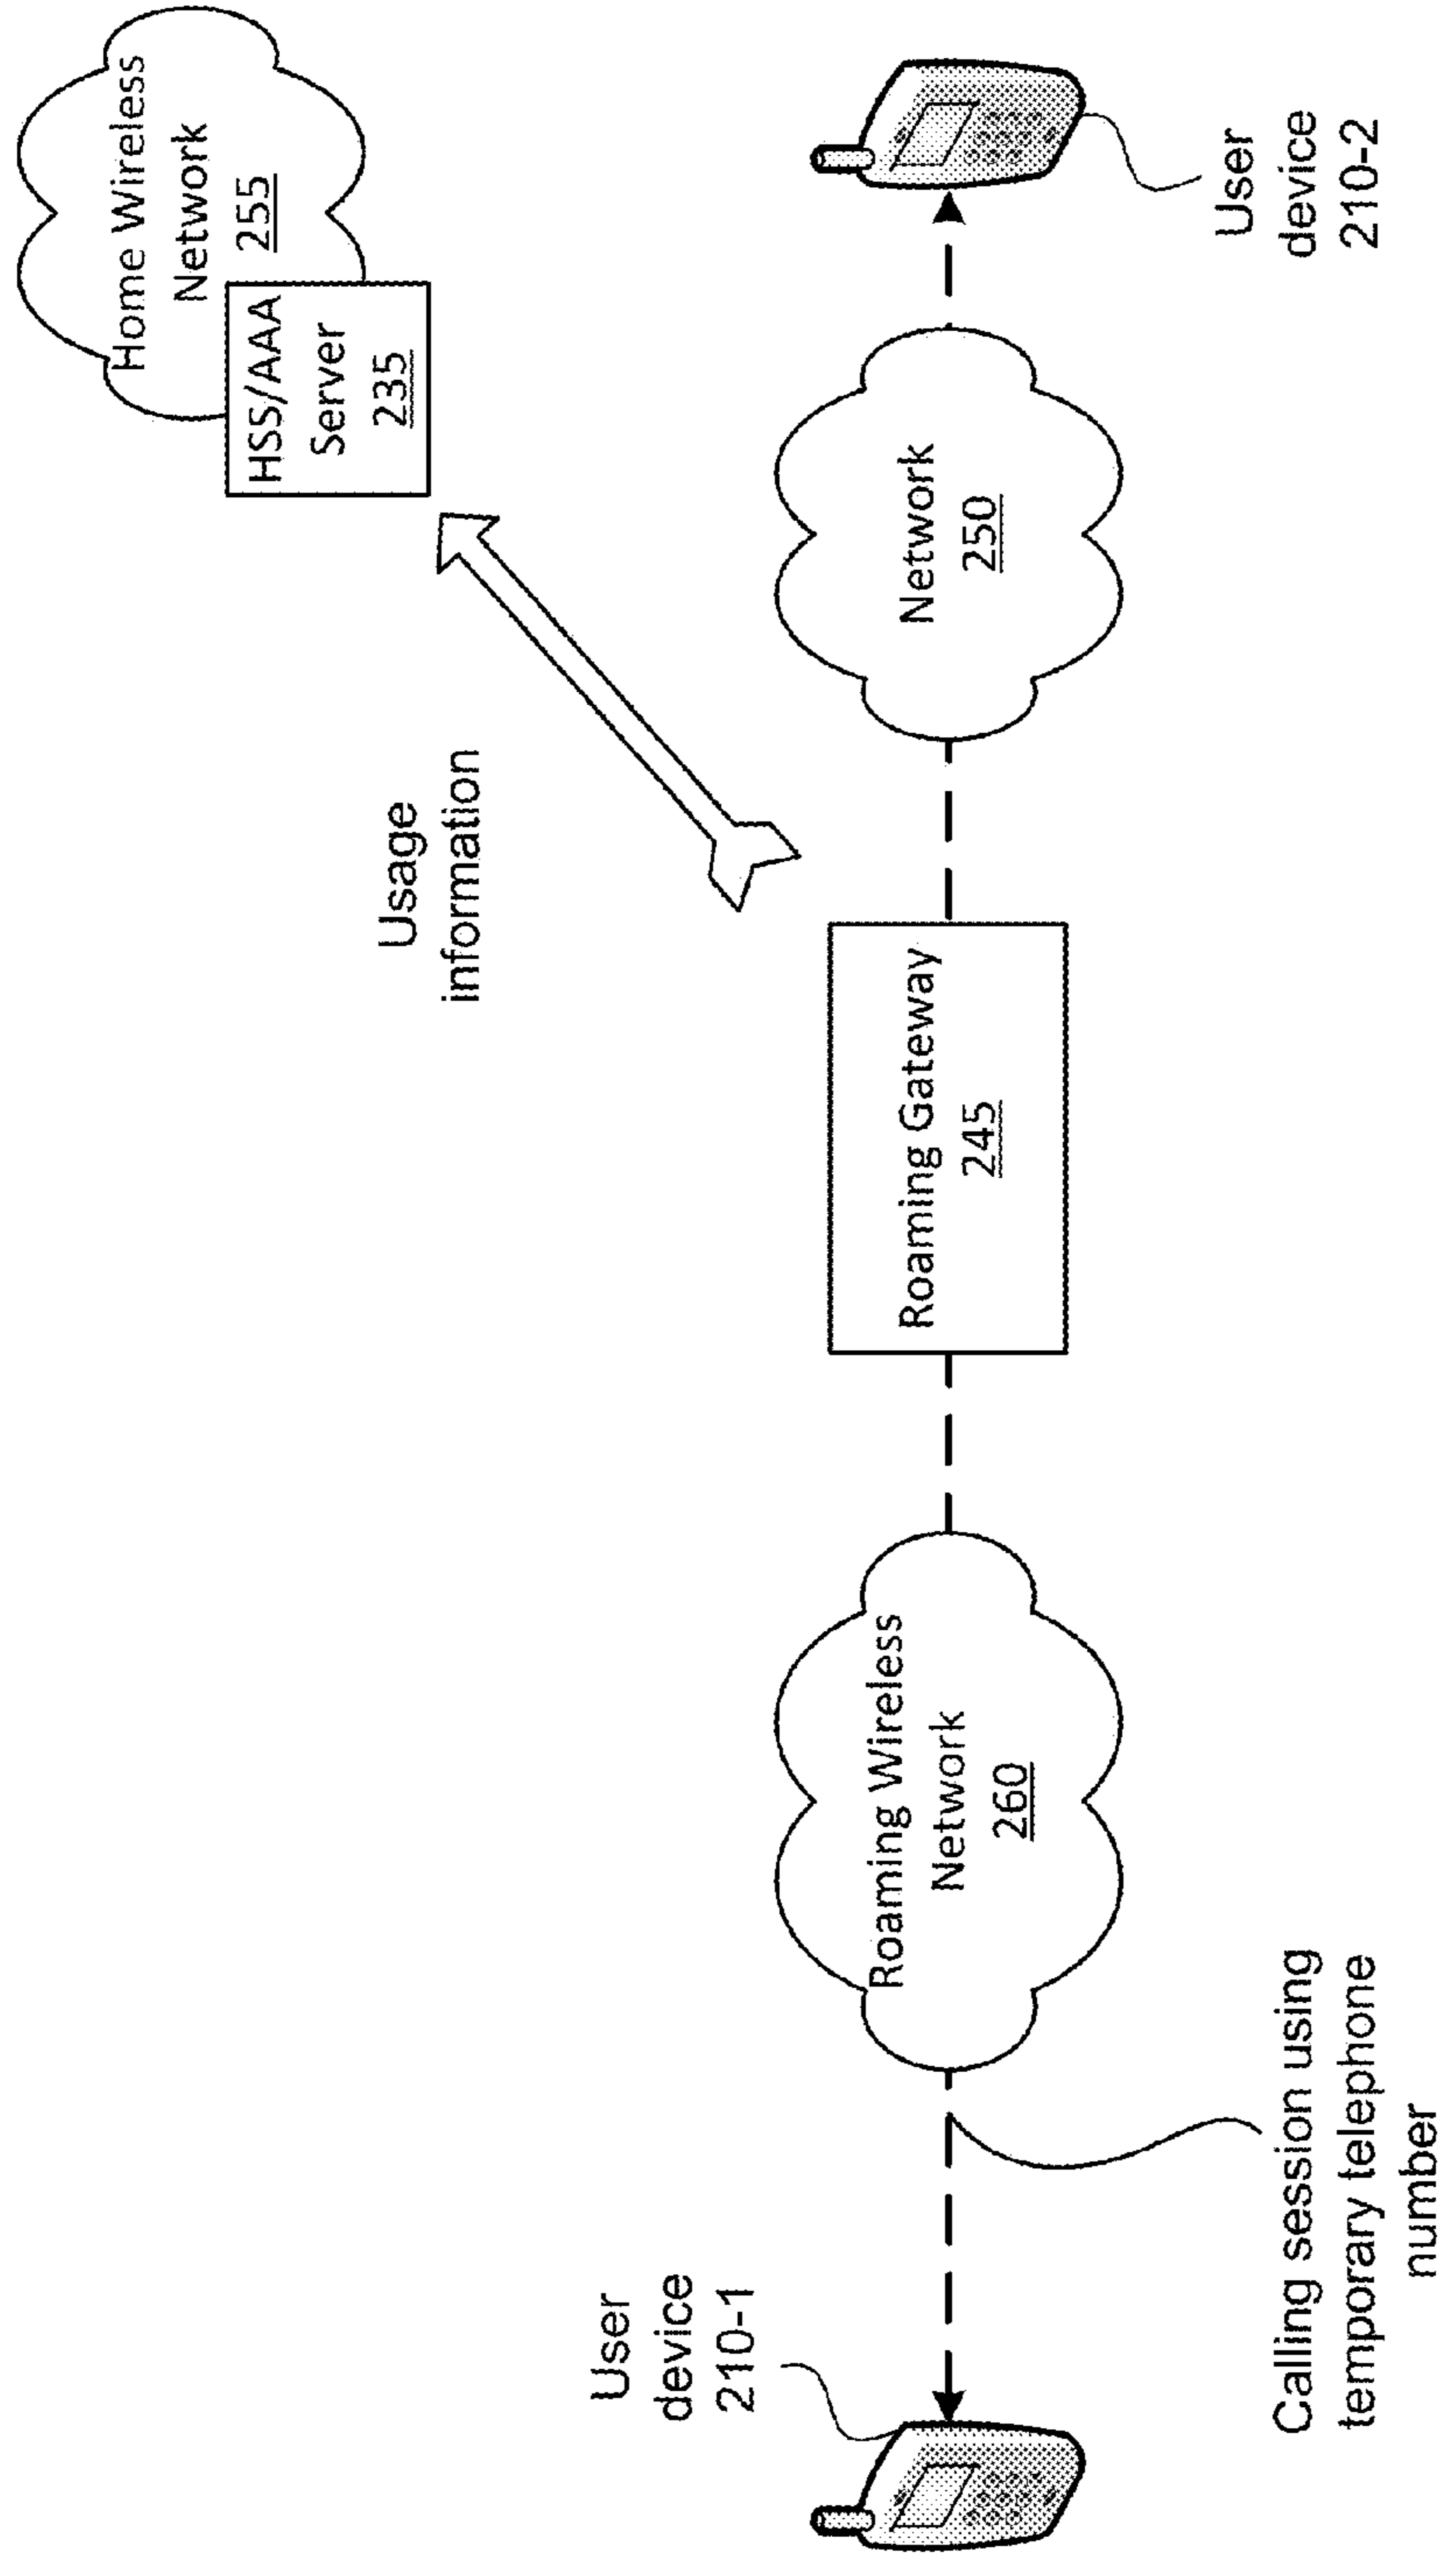 Home Wireless
Network
255
HSS/AAA
Server
235
Usage
information
User
device
210-1
Roaming Wireless
Network
260
Roaming Gateway
245
Network
250
Calling session using
temporary telephone
number
User
device
210-2